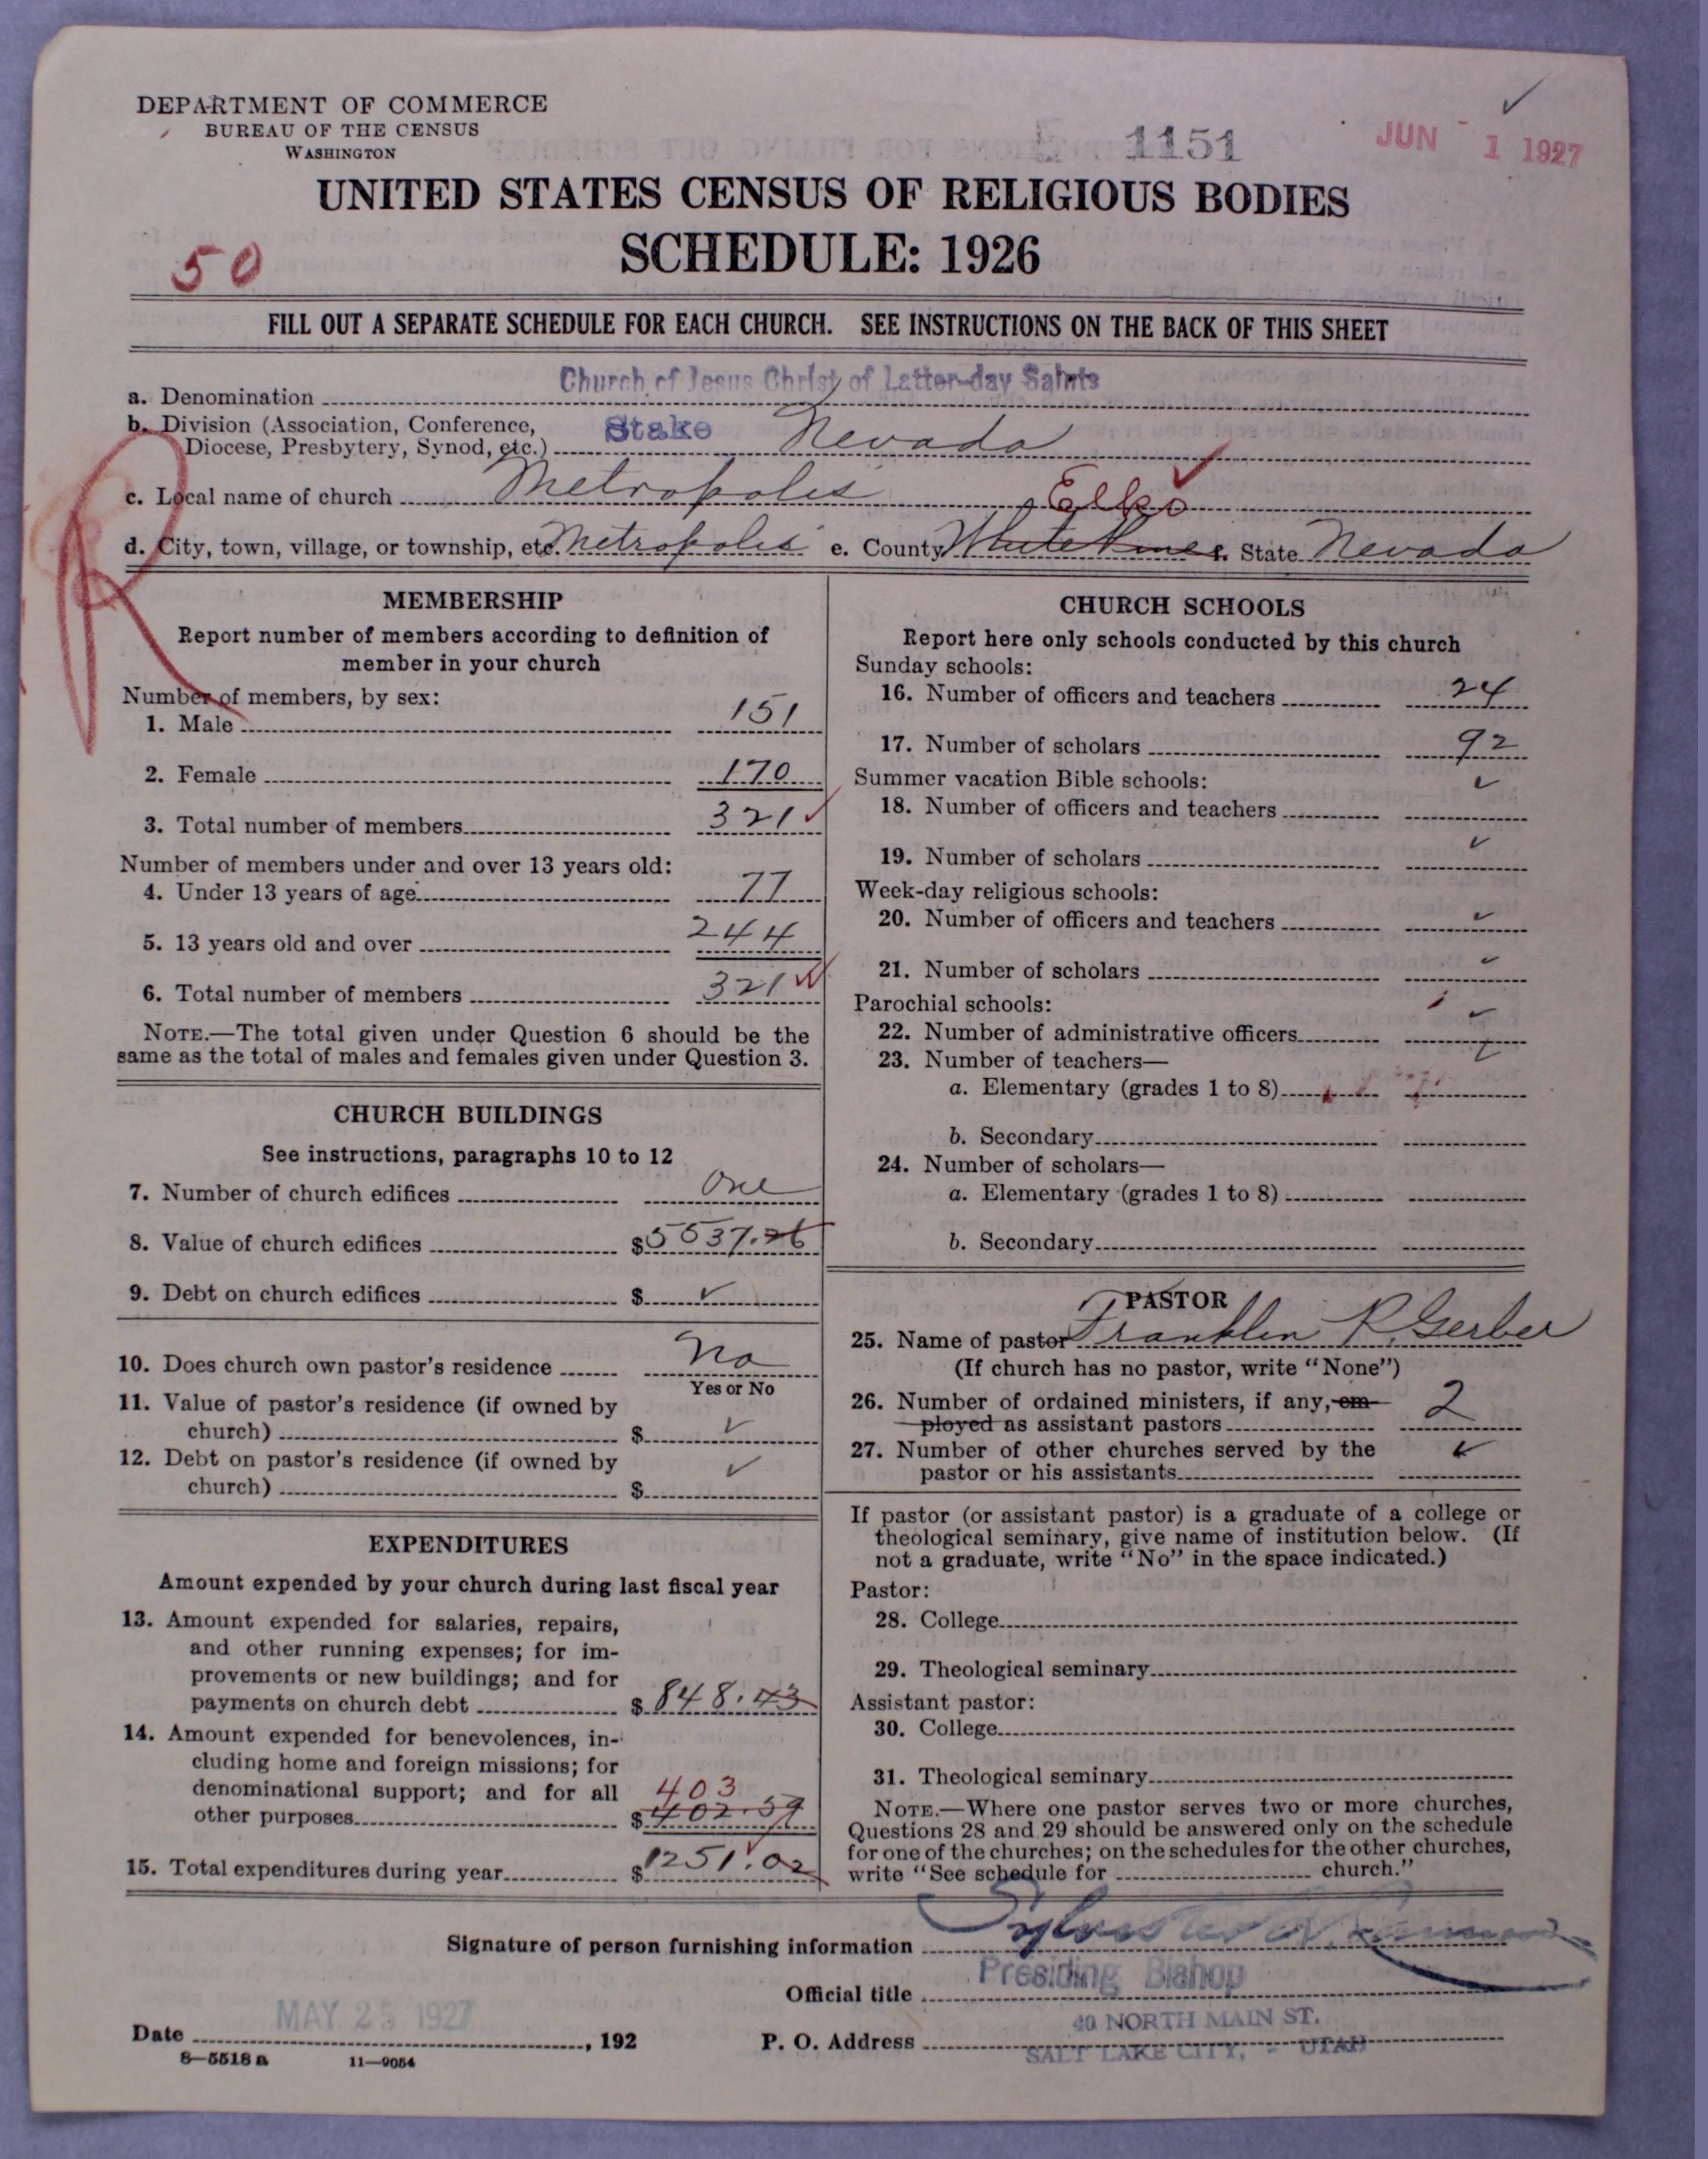 DEPARTMENT OF COMMERCE
BUREAU OF THE CENSUS
WASHINGTON
1151
JUN 1 1927
UNITED STATES CENSUS OF RELIGIOUS BODIES
SCHEDULE: 1926
50
FILL OUT A SEPARATE SCHEDULE FOR EACH CHURCH. SEE INSTRUCTIONS ON THE BACK OF THIS SHEET
a. Denomination Church of Jesus Christ of Latter-day Saints
b. Division (Association, Conference,
Diocese, Presbytery, Synod, etc.) Stake Nevada
c. Local name of church Metropolis Elko
d. City, town, village, or township, etc. Metropolis e. County White Pine f. State Nevada
R
MEMBERSHIP
Report number of members according to definition of
member in your church
Number of members, by sex:
1. Male 151
2. Female 170
3. Total number of members 321
Number of members under and over 13 years old:
4. Under 13 years of age 77
5. 13 years old and over 244
6. Total number of members 321
NOTE.—The total given under Question 6 should be the
same as the total of males and females given under Question 3.
CHURCH BUILDINGS
See instructions, paragraphs 10 to 12
7. Number of church edifices One
8. Value of church edifices $5537.26
9. Debt on church edifices $ ✓
10. Does church own pastor's residence No
Yes or No
11. Value of pastor's residence (if owned by
church) $ ✓
12. Debt on pastor's residence (if owned by
church) $ ✓
EXPENDITURES
Amount expended by your church during last fiscal year
13. Amount expended for salaries, repairs,
and other running expenses; for im-
provements or new buildings; and for
payments on church debt $848.43
14. Amount expended for benevolences, in-
cluding home and foreign missions; for
denominational support; and for all 403
other purposes $402.59
15. Total expenditures during year $1251.02
CHURCH SCHOOLS
Report here only schools conducted by this church
Sunday schools:
16. Number of officers and teachers 24
17. Number of scholars 92
Summer vacation Bible schools:
18. Number of officers and teachers ✓
19. Number of scholars ✓
Week-day religious schools:
20. Number of officers and teachers ✓
21. Number of scholars ✓
Parochial schools:
22. Number of administrative officers ✓
23. Number of teachers—
a. Elementary (grades 1 to 8)
b. Secondary
24. Number of scholars—
a. Elementary (grades 1 to 8)
b. Secondary
PASTOR
25. Name of pastor Franklin R. Gerber
(If church has no pastor, write "None")
26. Number of ordained ministers, if any, em-
ployed as assistant pastors 2
27. Number of other churches served by the
pastor or his assistants ✓
If pastor (or assistant pastor) is a graduate of a college or
theological seminary, give name of institution below. (If
not a graduate, write "No" in the space indicated.)
Pastor:
28. College
29. Theological seminary
Assistant pastor:
30. College
31. Theological seminary
NOTE.—Where one pastor serves two or more churches,
Questions 28 and 29 should be answered only on the schedule
for one of the churches; on the schedules for the other churches,
write "See schedule for church."
Signature of person furnishing information Sylvester
Official title Presiding Bishop
Date MAY 25 1927, 192
P. O. Address 40 NORTH MAIN ST.
SALT LAKE CITY, - UTAH
8—5518 a 11—9054